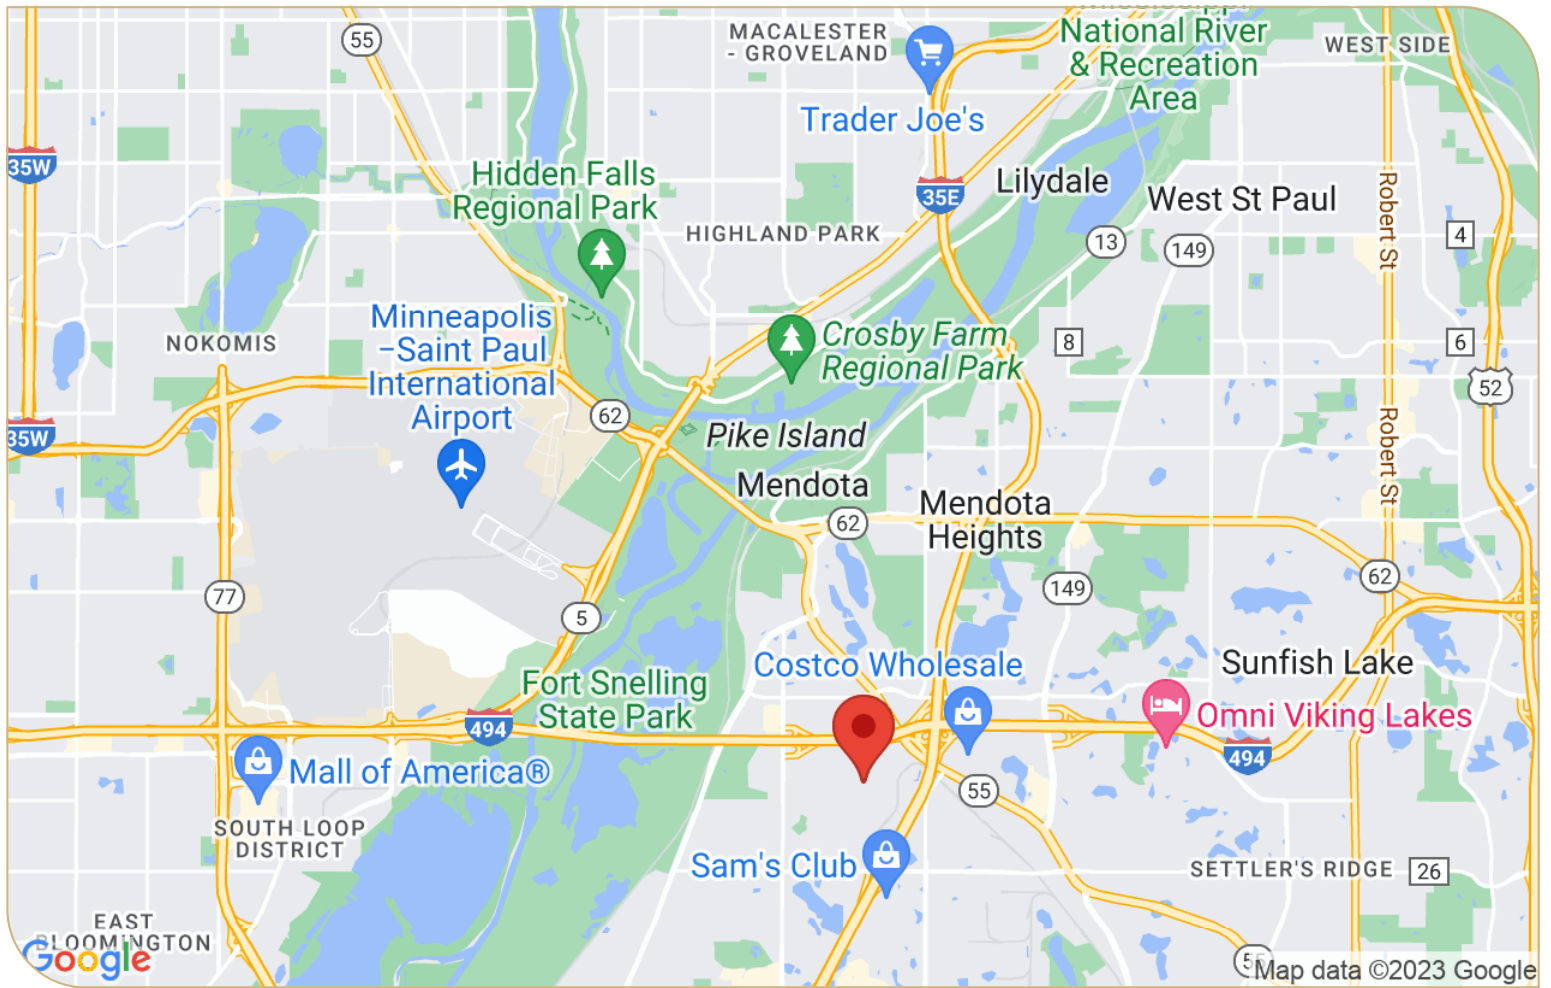 55
MACALESTER
- GROVELAND
National River
& Recreation
Area
WEST SIDE
Trader Joe's
35W
Hidden Falls
Regional Park
35E
Lilydale
West St Paul
Robert St
HIGHLAND PARK
13
149
4
Minneapolis
–Saint Paul
International
Airport
NOKOMIS
Crosby Farm
Regional Park
8
6
52
62
35W
Pike Island
Robert St
Mendota
62
Mendota
Heights
62
149
77
5
Costco Wholesale
Sunfish Lake
Fort Snelling
State Park
494
Omni Viking Lakes
494
Mall of America®
55
SOUTH LOOP
DISTRICT
Sam's Club
SETTLER'S RIDGE
26
EAST
BLOOMINGTON
Google
Map data ©2023 Google